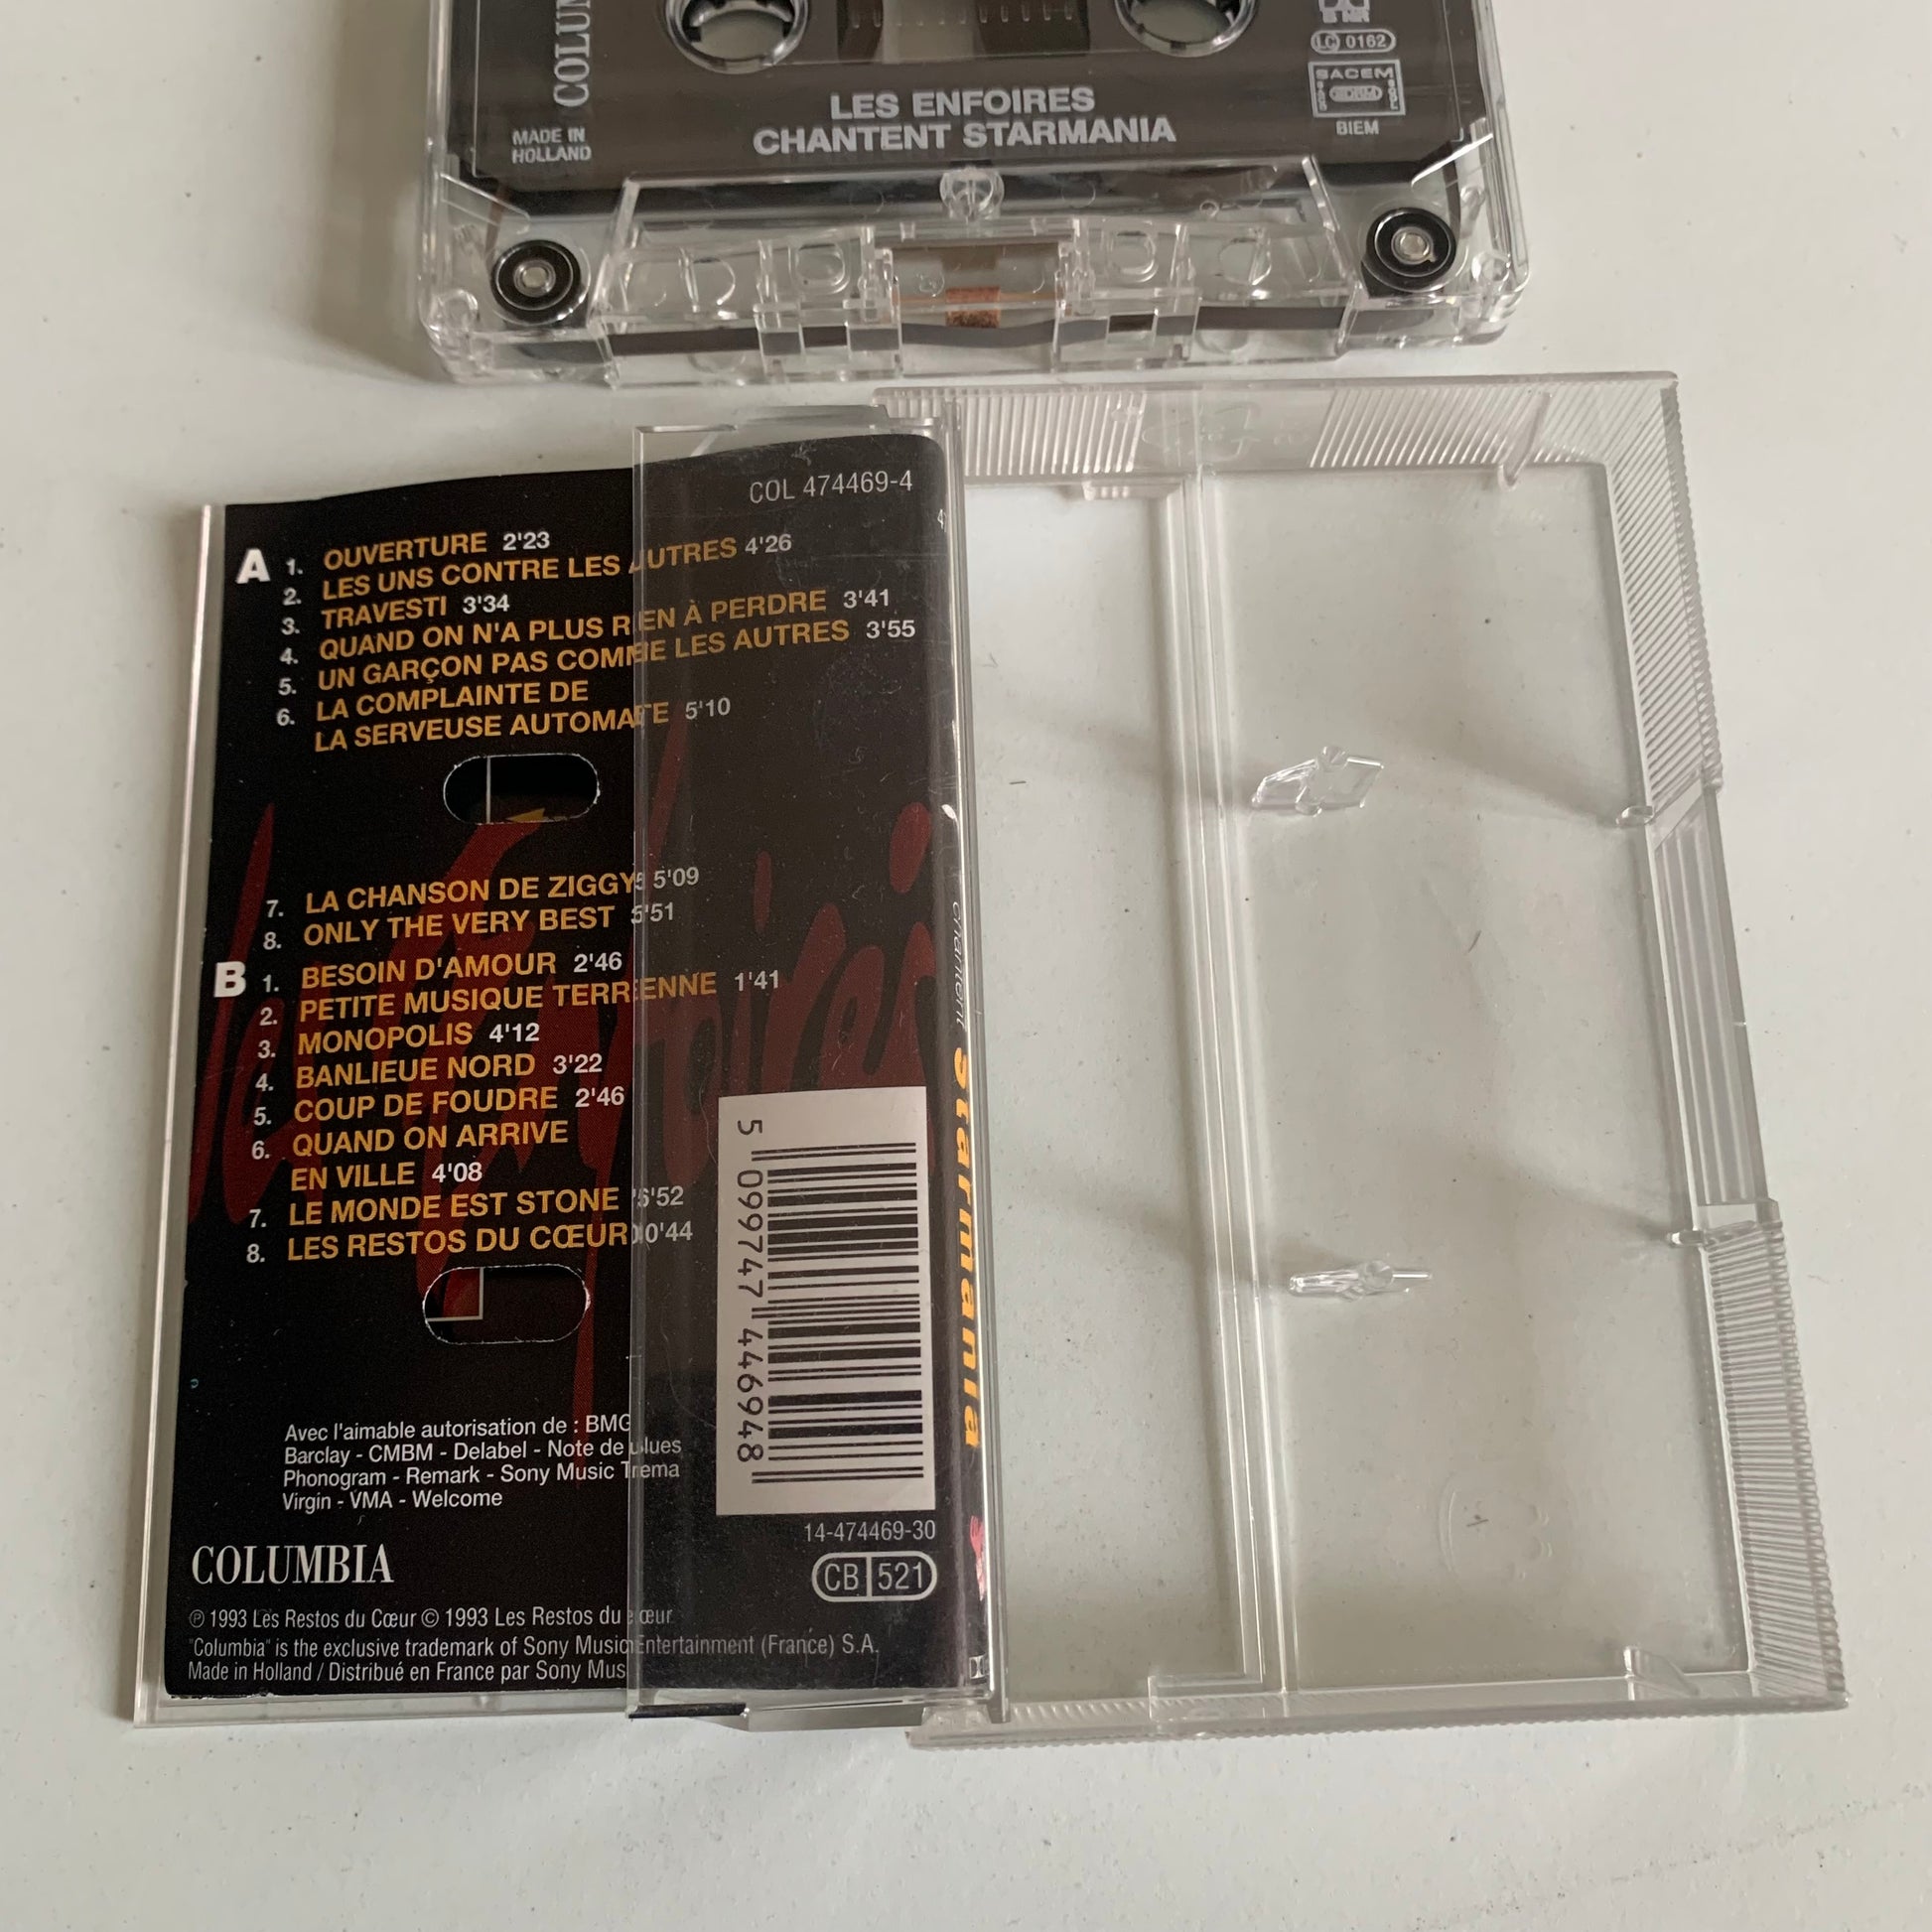 MADE IN
HOLLAND
LES ENFOIRES
CHANTENT STARMANIA
LC 0162
SACEM
BIEM
COL 474469-4
A
1. OUVERTURE 2'23
2. LES UNS CONTRE LES AUTRES 4'26
3. TRAVESTI 3'34
4. QUAND ON N'A PLUS RIEN À PERDRE 3'41
5. UN GARÇON PAS COMME LES AUTRES 3'55
6. LA COMPLAINTE DE
LA SERVEUSE AUTOMATE 5'10
7. LA CHANSON DE ZIGGY 5'09
8. ONLY THE VERY BEST 5'51
B
1. BESOIN D'AMOUR 2'46
2. PETITE MUSIQUE TERRIENNE 1'41
3. MONOPOLIS 4'12
4. BANLIEUE NORD 3'22
5. COUP DE FOUDRE 2'46
6. QUAND ON ARRIVE
EN VILLE 4'08
7. LE MONDE EST STONE 6'52
8. LES RESTOS DU CŒUR 0'44
chantent Starmania
5 099747 446948
Avec l'aimable autorisation de : BMG
Barclay - CMBM - Delabel - Note de blues
Phonogram - Remark - Sony Music Trema
Virgin - VMA - Welcome
14-474469-30
CB 521
COLUMBIA
℗ 1993 Les Restos du Cœur © 1993 Les Restos du Cœur
"Columbia" is the exclusive trademark of Sony Music Entertainment (France) S.A.
Made in Holland / Distribué en France par Sony Mus